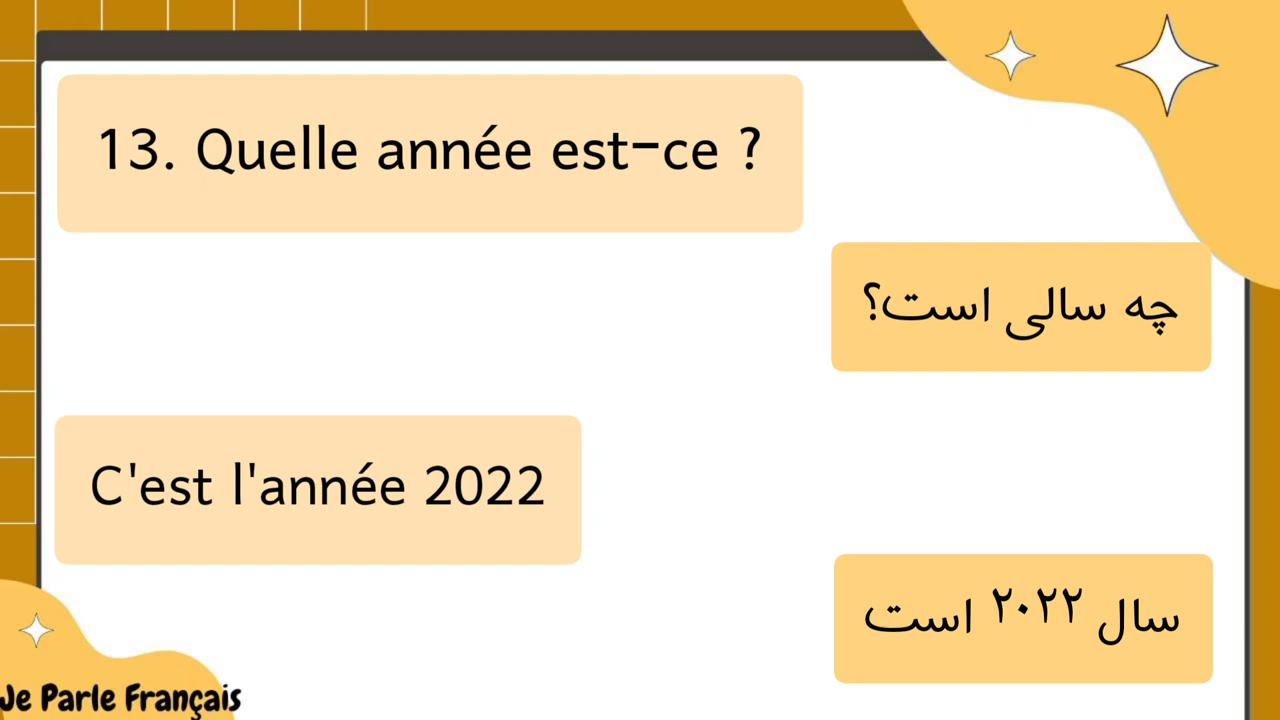 13. Quelle année est-ce ?
چه سالی است؟
C'est l'année 2022
سال ۲۰۲۲ است
Je Parle Français